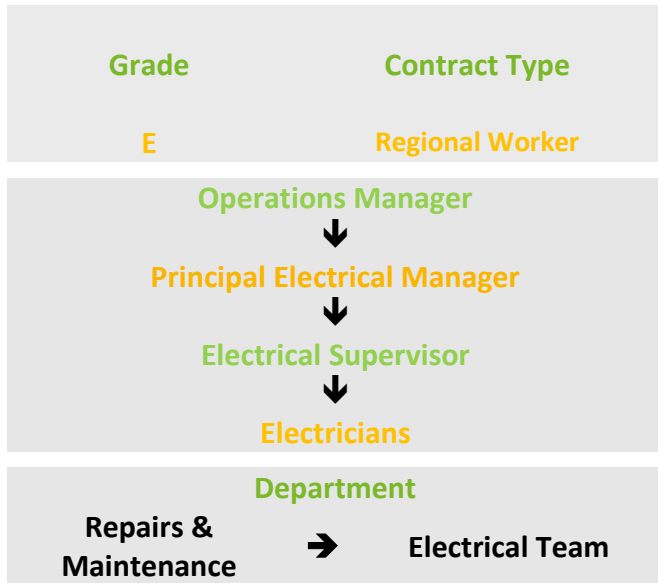 Grade Contract Type
E Regional Worker
Operations Manager
↓
Principal Electrical Manager
↓
Electrical Supervisor
↓
Electricians
Department
Repairs &
Maintenance → Electrical Team